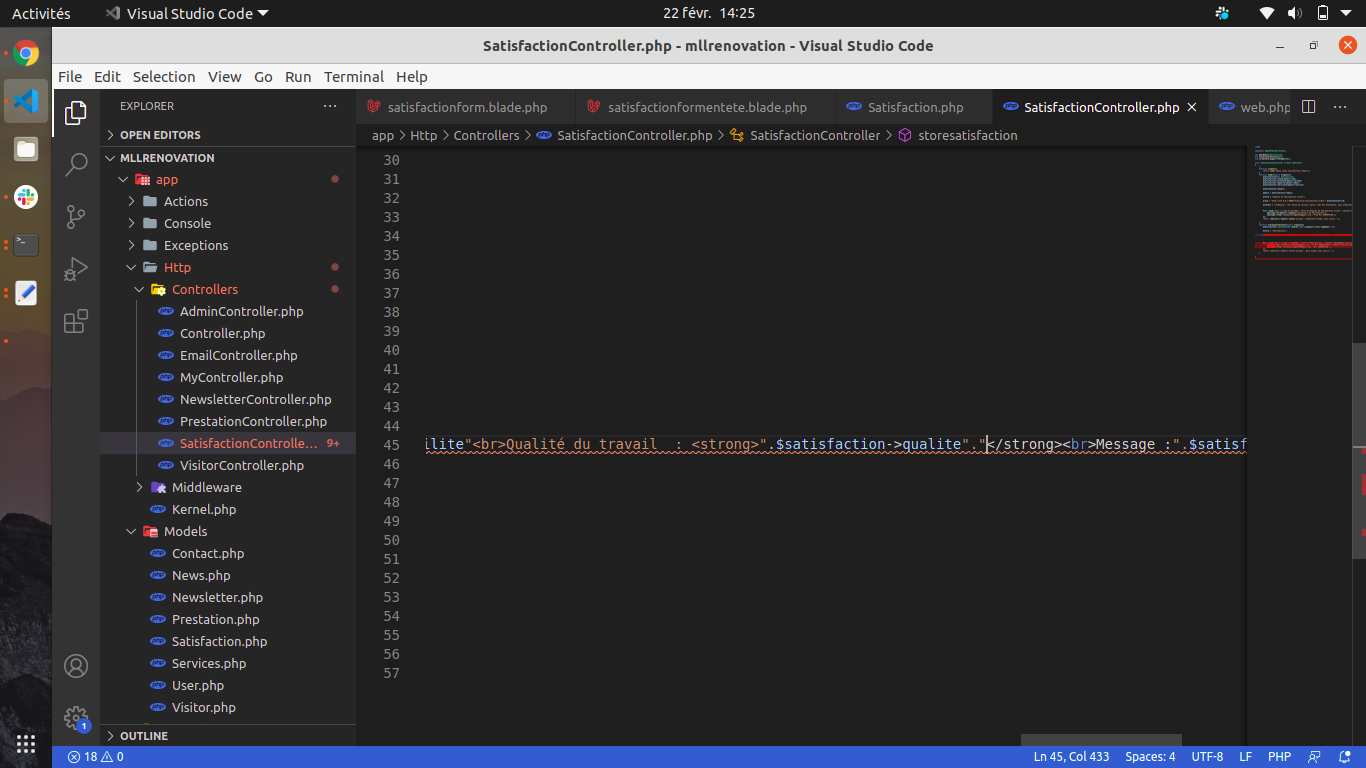 Activités
Visual Studio Code
22 févr. 14:25
SatisfactionController.php - mllrenovation - Visual Studio Code
File Edit Selection View Go Run Terminal Help
EXPLORER
satisfactionform.blade.php
satisfactionformentete.blade.php
Satisfaction.php
SatisfactionController.php
web.php
app > Http > Controllers > SatisfactionController.php > SatisfactionController > storesatisfaction
OPEN EDITORS
MLLRENOVATION
app
Actions
Console
Exceptions
Http
Controllers
AdminController.php
Controller.php
EmailController.php
MyController.php
NewsletterController.php
PrestationController.php
SatisfactionControlle... 9+
VisitorController.php
Middleware
Kernel.php
Models
Contact.php
News.php
Newsletter.php
Prestation.php
Satisfaction.php
Services.php
User.php
Visitor.php
OUTLINE
30
31
32
33
34
35
36
37
38
39
40
41
42
43
44
45 ilite"<br>Qualité du travail  : <strong>".$satisfaction->qualite"."</strong><br>Message :".$satisf
46
47
48
49
50
51
52
53
54
55
56
57
1
18 0
Ln 45, Col 433
Spaces: 4
UTF-8
LF
PHP